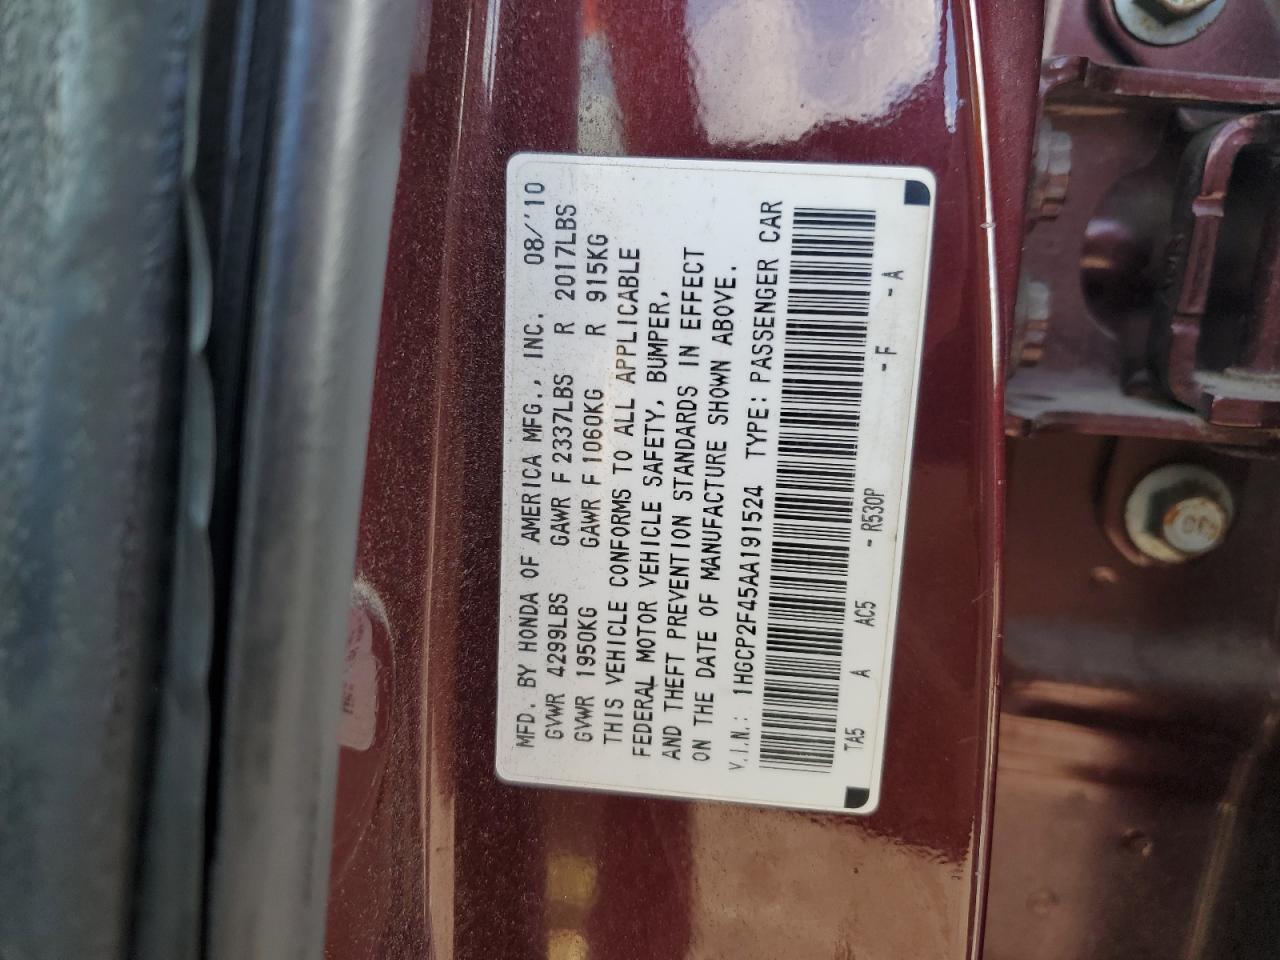 MFD. BY HONDA OF AMERICA MFG., INC. 08/'10
GVWR 4299LBS GAWR F 2337LBS R 2017LBS
GVWR 1950KG GAWR F 1060KG R 915KG
THIS VEHICLE CONFORMS TO ALL APPLICABLE
FEDERAL MOTOR VEHICLE SAFETY, BUMPER,
AND THEFT PREVENTION STANDARDS IN EFFECT
ON THE DATE OF MANUFACTURE SHOWN ABOVE.
V.I.N.: 1HGCP2F45AA191524 TYPE: PASSENGER CAR
TA5 A AC5 - R530P - F - A